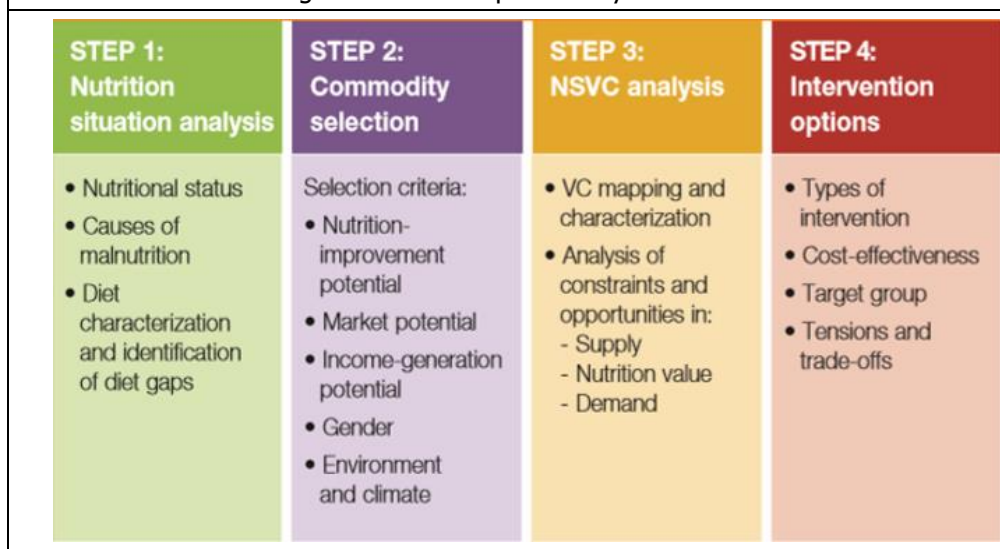 STEP 1:
Nutrition
situation analysis
• Nutritional status
• Causes of
malnutrition
• Diet
characterization
and identification
of diet gaps
STEP 2:
Commodity
selection
Selection criteria:
• Nutrition-
improvement
potential
• Market potential
• Income-generation
potential
• Gender
• Environment
and climate
STEP 3:
NSVC analysis
• VC mapping and
characterization
• Analysis of
constraints and
opportunities in:
- Supply
- Nutrition value
- Demand
STEP 4:
Intervention
options
• Types of
intervention
• Cost-effectiveness
• Target group
• Tensions and
trade-offs